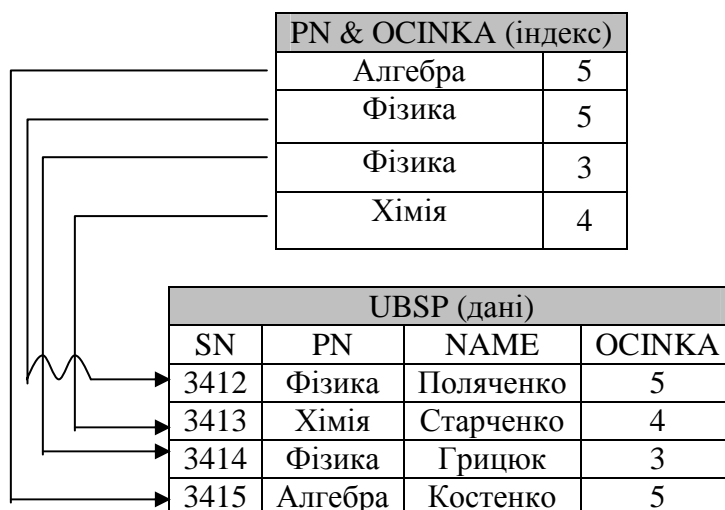 PN & OCINKA (індекс)
Алгебра 5
Фізика 5
Фізика 3
Хімія 4
UBSP (дані)
SN PN NAME OCINKA
3412 Фізика Поляченко 5
3413 Хімія Старченко 4
3414 Фізика Грицюк 3
3415 Алгебра Костенко 5